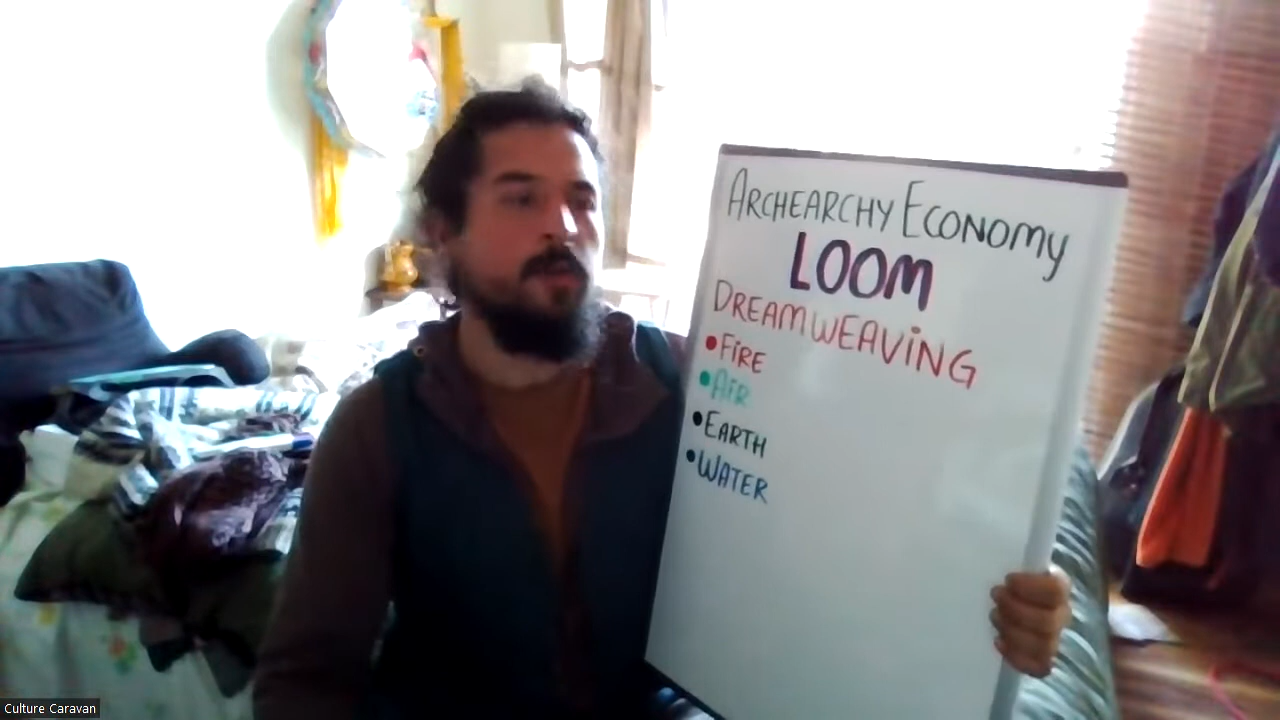 ARCHEARCHY ECONOMY
LOOM
DREAMWEAVING
• FIRE
• AIR
• EARTH
• WATER
Culture Caravan